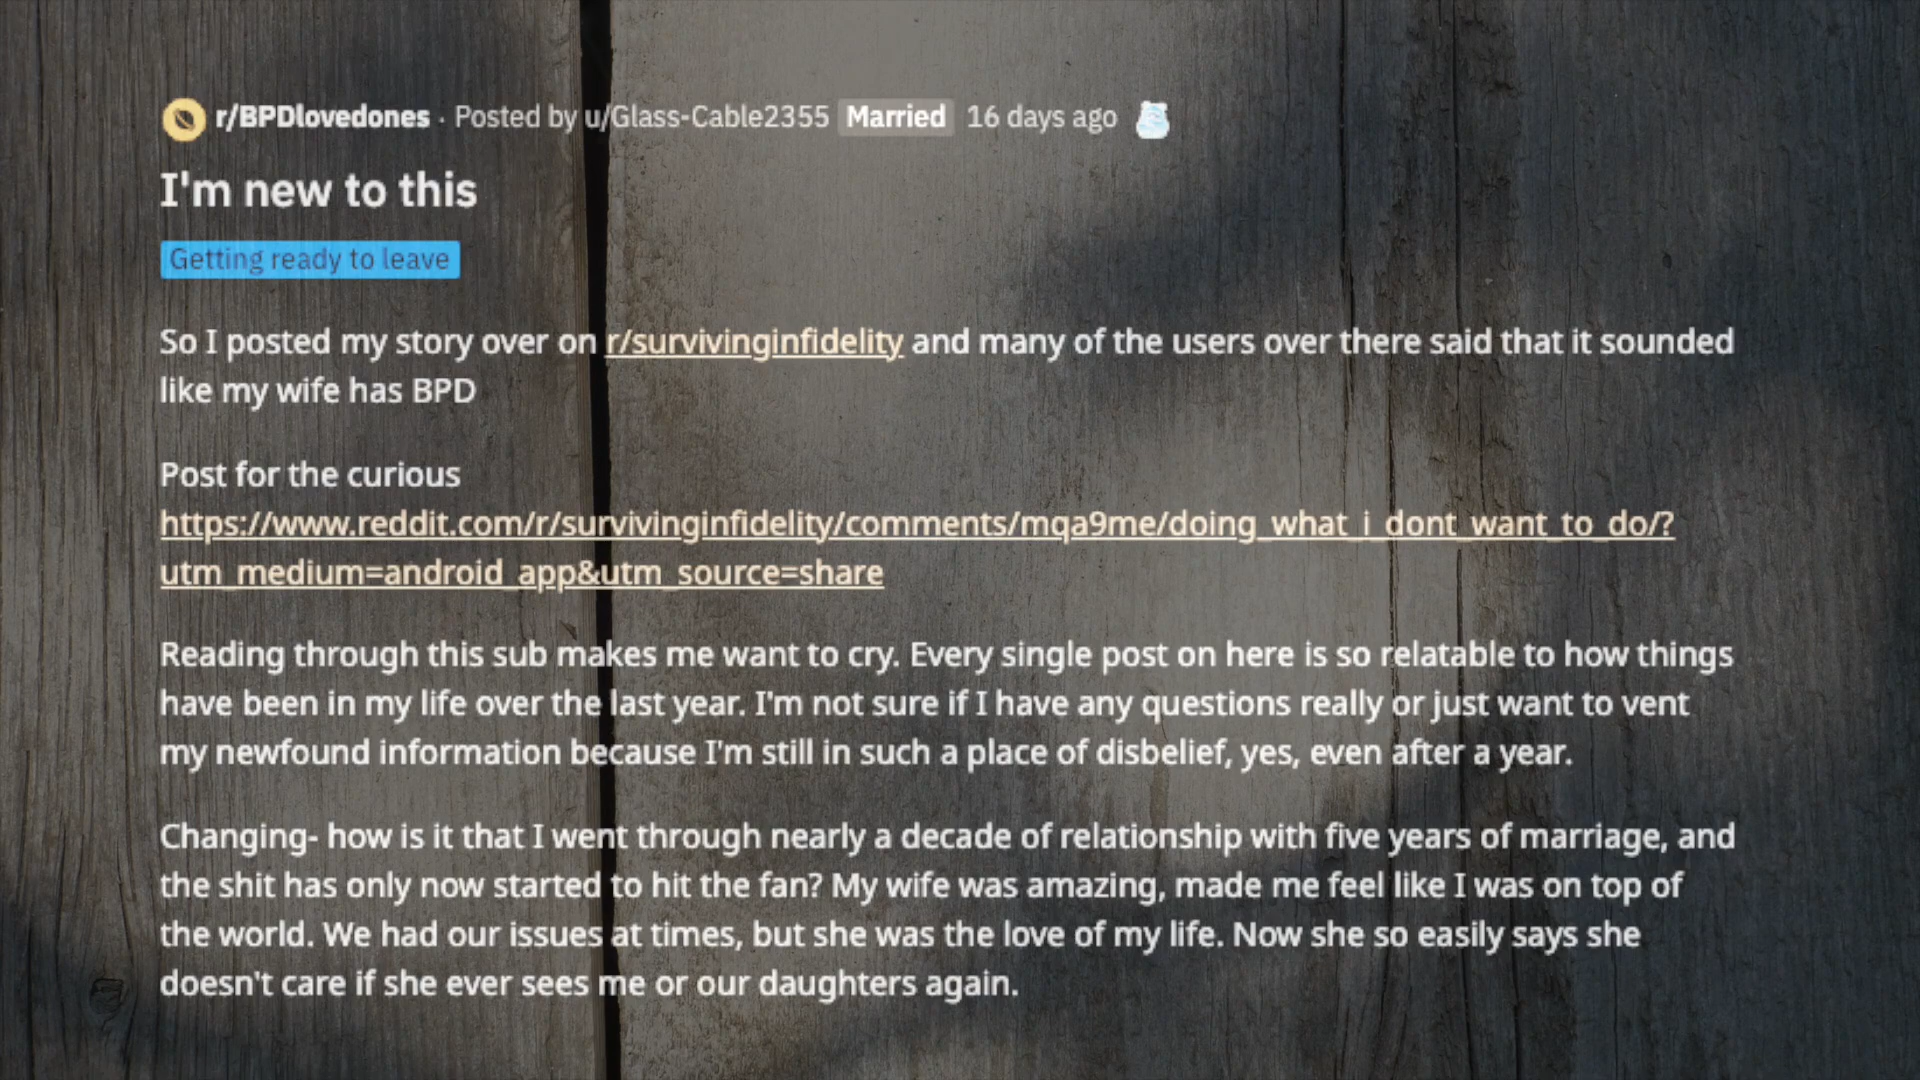 r/BPDlovedones · Posted by u/Glass-Cable2355 Married 16 days ago
I'm new to this
Getting ready to leave
So I posted my story over on r/survivinginfidelity and many of the users over there said that it sounded
like my wife has BPD
Post for the curious
https://www.reddit.com/r/survivinginfidelity/comments/mqa9me/doing_what_i_dont_want_to_do/?
utm_medium=android_app&utm_source=share
Reading through this sub makes me want to cry. Every single post on here is so relatable to how things
have been in my life over the last year. I'm not sure if I have any questions really or just want to vent
my newfound information because I'm still in such a place of disbelief, yes, even after a year.
Changing- how is it that I went through nearly a decade of relationship with five years of marriage, and
the shit has only now started to hit the fan? My wife was amazing, made me feel like I was on top of
the world. We had our issues at times, but she was the love of my life. Now she so easily says she
doesn't care if she ever sees me or our daughters again.